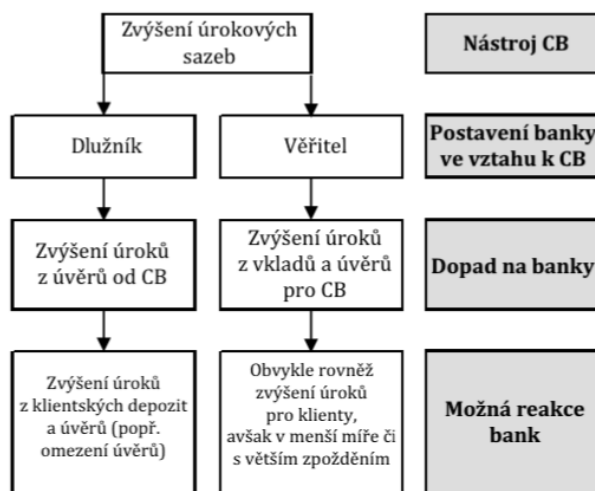 Zvýšení úrokových
sazeb
Nástroj CB
Dlužník
Věřitel
Postavení banky
ve vztahu k CB
Zvýšení úroků
z úvěrů od CB
Zvýšení úroků
z vkladů a úvěrů
pro CB
Dopad na banky
Zvýšení úroků
z klientských depozit
a úvěrů (popř.
omezení úvěrů)
Obvykle rovněž
zvýšení úroků
pro klienty,
avšak v menší míře či
s větším zpožděním
Možná reakce
bank